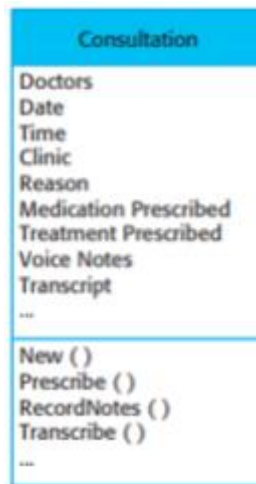 Consultation
Doctors
Date
Time
Clinic
Reason
Medication Prescribed
Treatment Prescribed
Voice Notes
Transcript
...
New ( )
Prescribe ( )
RecordNotes ( )
Transcribe ( )
...